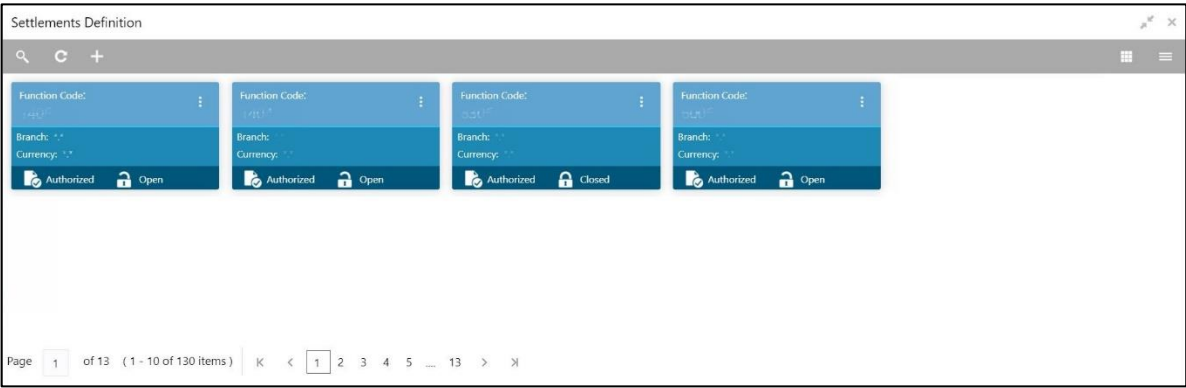 Settlements Definition
Function Code:
Branch: *.*
Currency: *.*
Authorized Open
Function Code:
Branch:
Currency:
Authorized Open
Function Code:
Branch:
Currency:
Authorized Closed
Function Code:
Branch:
Currency:
Authorized Open
Page 1 of 13 ( 1 - 10 of 130 items ) 1 2 3 4 5 ... 13